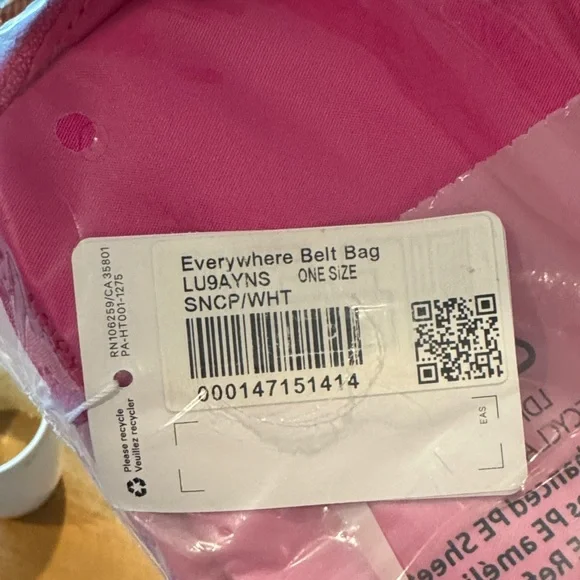 Everywhere Belt Bag
LU9AYNS ONE SIZE
SNCP/WHT
000147151414
RN106259/CA35801
PA-HT001-1275
Please recycle
Veuillez recycler
EAS